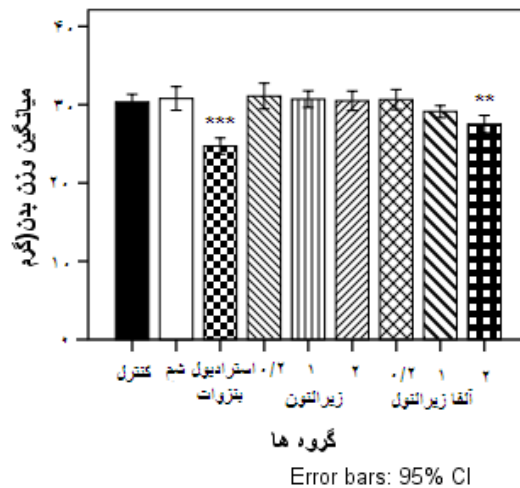 میانگین وزن بدن(گرم
۴۰
۳۰
۲۰
۱۰
۰
***
**
کنترل شم استرادیول ۰/۲ ۱ ۲ ۰/۲ ۱ ۲
بنزوات زیرالنون آلفا زیرالنول
گروه ها
Error bars: 95% CI